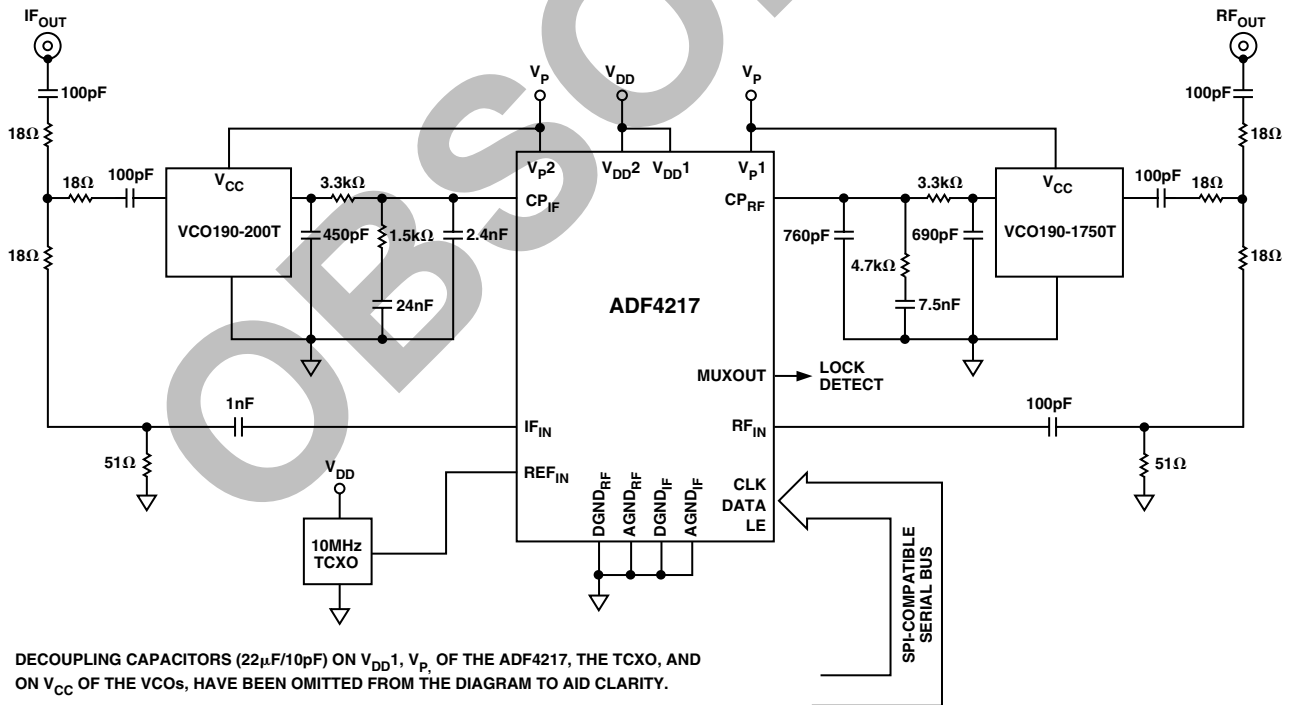 IF_OUT
RF_OUT
100pF
18Ω
100pF
18Ω
18Ω
V_P
V_DD
V_P
100pF
18Ω
100pF
18Ω
18Ω
V_CC
VCO190-200T
3.3kΩ
450pF
1.5kΩ
2.4nF
24nF
V_P2
V_DD2
V_DD1
V_P1
CP_IF
CP_RF
ADF4217
3.3kΩ
760pF
690pF
4.7kΩ
7.5nF
V_CC
VCO190-1750T
MUXOUT
LOCK
DETECT
1nF
IF_IN
RF_IN
100pF
51Ω
51Ω
V_DD
REF_IN
10MHz
TCXO
DGND_RF
AGND_RF
DGND_IF
AGND_IF
CLK
DATA
LE
SPI-COMPATIBLE
SERIAL BUS
DECOUPLING CAPACITORS (22μF/10pF) ON V_DD1, V_P, OF THE ADF4217, THE TCXO, AND
ON V_CC OF THE VCOs, HAVE BEEN OMITTED FROM THE DIAGRAM TO AID CLARITY.